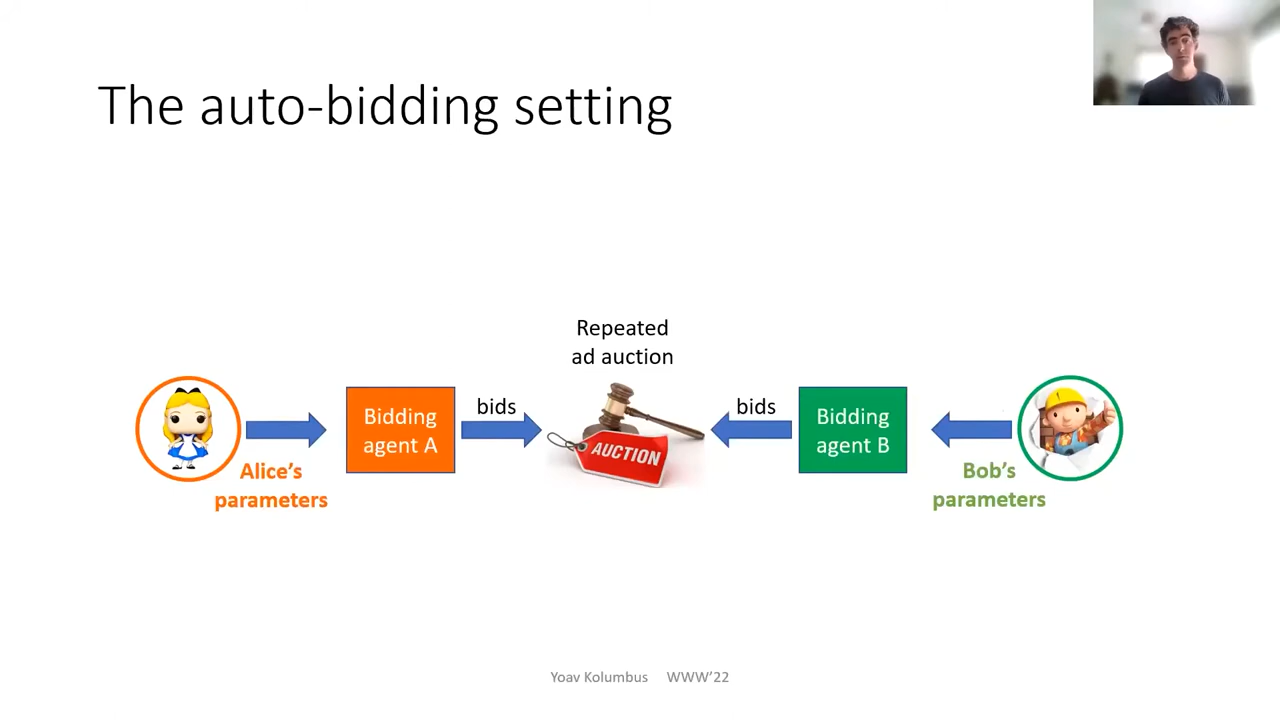 The auto-bidding setting
Repeated
ad auction
Bidding
agent A
bids
AUCTION
bids
Bidding
agent B
Alice's
parameters
Bob's
parameters
Yoav Kolumbus WWW'22